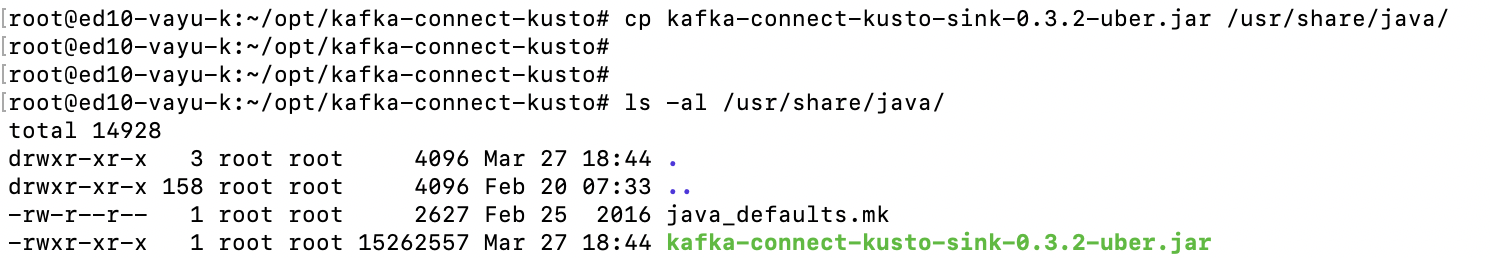 [root@ed10-vayu-k:~/opt/kafka-connect-kusto# cp kafka-connect-kusto-sink-0.3.2-uber.jar /usr/share/java/
[root@ed10-vayu-k:~/opt/kafka-connect-kusto#
[root@ed10-vayu-k:~/opt/kafka-connect-kusto#
[root@ed10-vayu-k:~/opt/kafka-connect-kusto# ls -al /usr/share/java/
total 14928
drwxr-xr-x   3 root root     4096 Mar 27 18:44 .
drwxr-xr-x 158 root root     4096 Feb 20 07:33 ..
-rw-r--r--   1 root root     2627 Feb 25  2016 java_defaults.mk
-rwxr-xr-x   1 root root 15262557 Mar 27 18:44 kafka-connect-kusto-sink-0.3.2-uber.jar